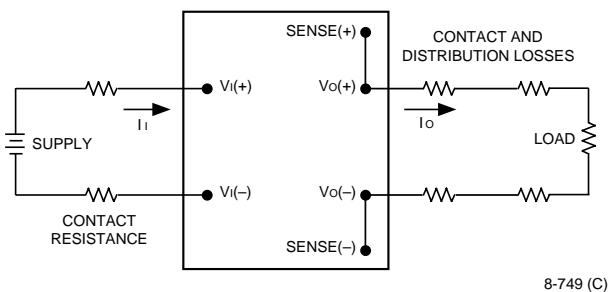 SENSE(+)
CONTACT AND
DISTRIBUTION LOSSES
VI(+)
VO(+)
II
IO
SUPPLY
LOAD
VI(–)
VO(–)
CONTACT
RESISTANCE
SENSE(–)
8-749 (C)